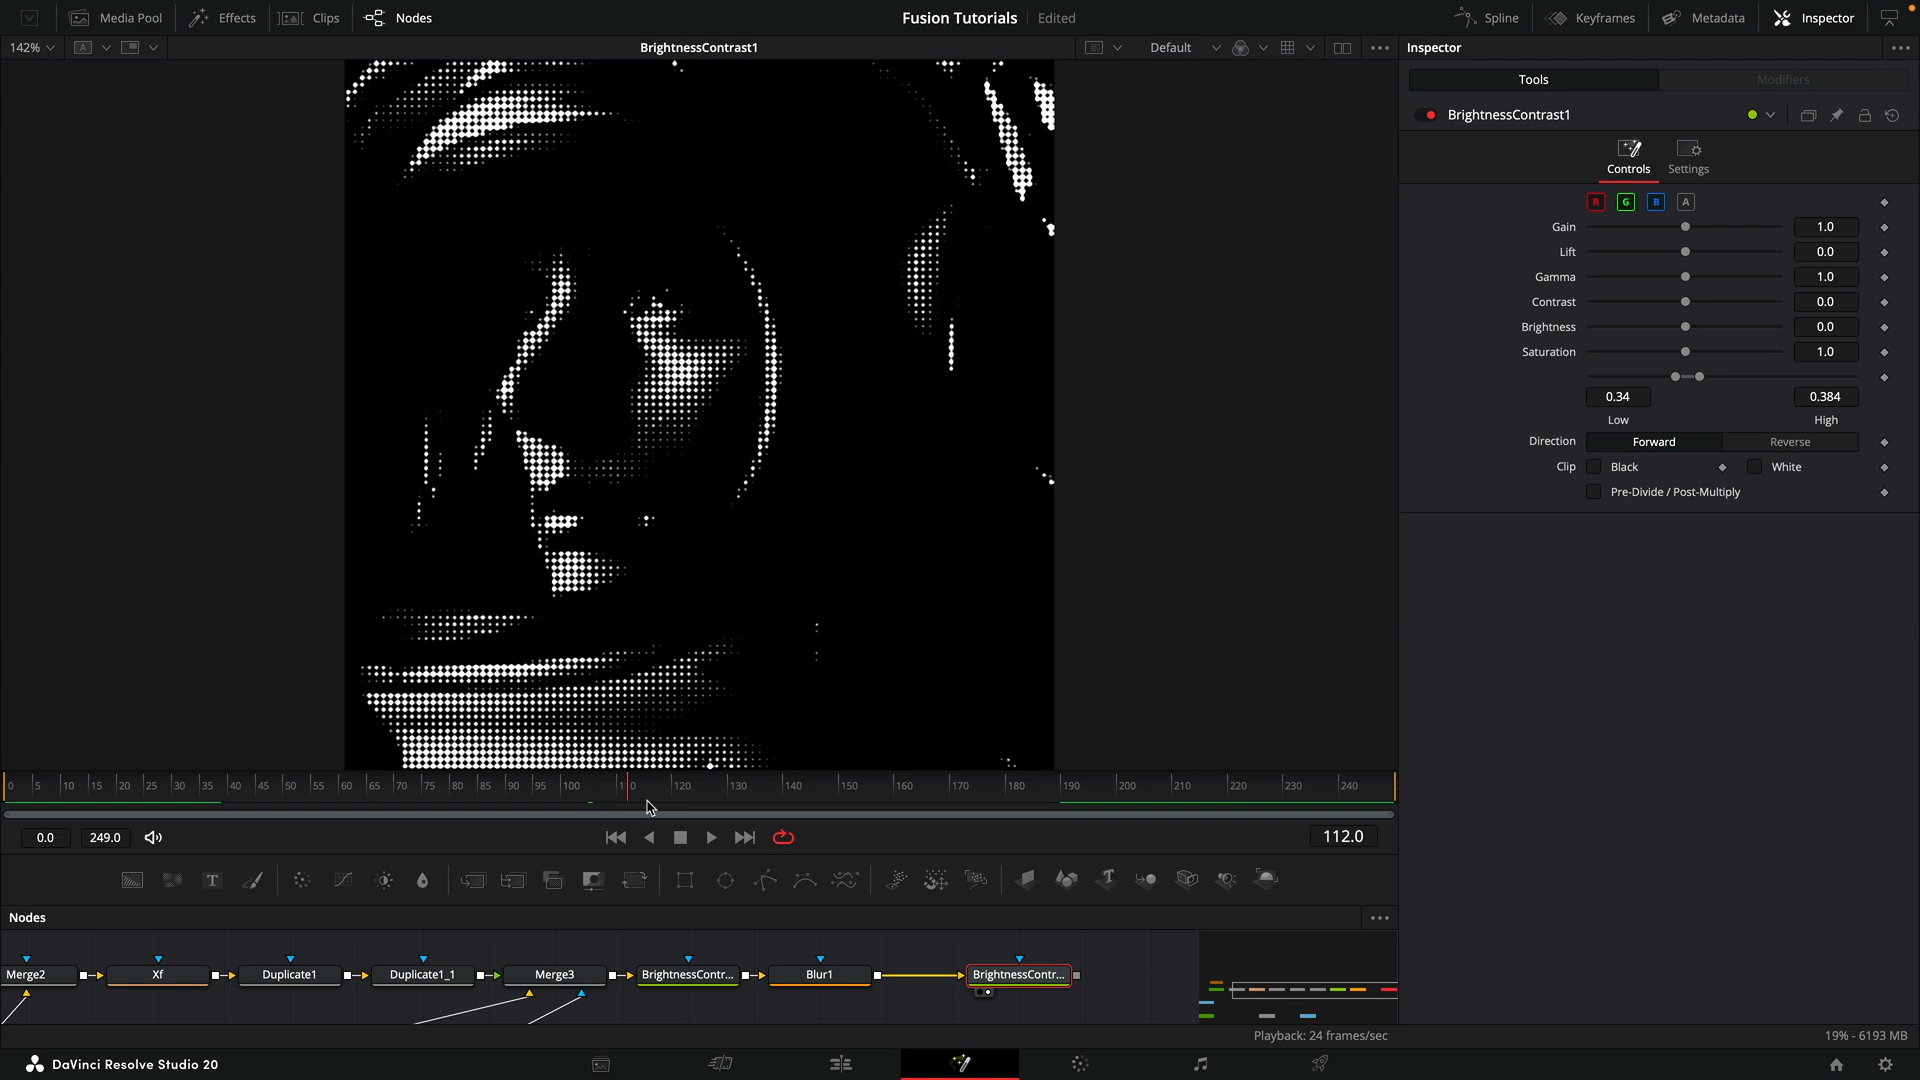 Media Pool Effects Clips Nodes Fusion Tutorials Edited Spline Keyframes Metadata Inspector
142% A BrightnessContrast1 Default Inspector
Tools Modifiers
BrightnessContrast1
Controls Settings
R G B A
Gain 1.0
Lift 0.0
Gamma 1.0
Contrast 0.0
Brightness 0.0
Saturation 1.0
0.34 0.384
Low High
Direction Forward Reverse
Clip Black White
Pre-Divide / Post-Multiply
0 5 10 15 20 25 30 35 40 45 50 55 60 65 70 75 80 85 90 95 100 110 120 130 140 150 160 170 180 190 200 210 220 230 240
0.0 249.0 112.0
T T
Nodes
Merge2 Xf Duplicate1 Duplicate1_1 Merge3 BrightnessContr... Blur1 BrightnessContr...
Playback: 24 frames/sec 19% - 6193 MB
DaVinci Resolve Studio 20